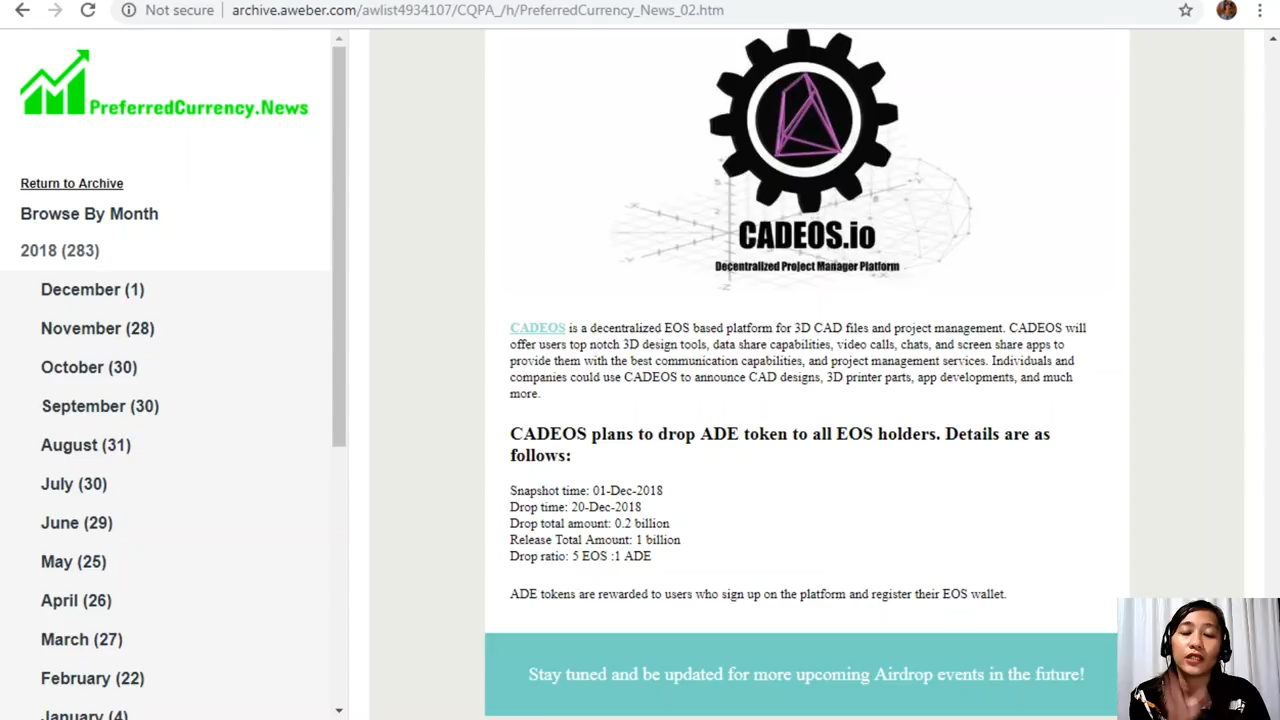 Not secure | archive.aweber.com/awlist4934107/CQPA_/h/PreferredCurrency_News_02.htm
PreferredCurrency.News
Return to Archive
Browse By Month
2018 (283)
December (1)
November (28)
October (30)
September (30)
August (31)
July (30)
June (29)
May (25)
April (26)
March (27)
February (22)
January (4)
CADEOS.io
Decentralized Project Manager Platform
CADEOS is a decentralized EOS based platform for 3D CAD files and project management. CADEOS will
offer users top notch 3D design tools, data share capabilities, video calls, chats, and screen share apps to
provide them with the best communication capabilities, and project management services. Individuals and
companies could use CADEOS to announce CAD designs, 3D printer parts, app developments, and much
more.
CADEOS plans to drop ADE token to all EOS holders. Details are as
follows:
Snapshot time: 01-Dec-2018
Drop time: 20-Dec-2018
Drop total amount: 0.2 billion
Release Total Amount: 1 billion
Drop ratio: 5 EOS :1 ADE
ADE tokens are rewarded to users who sign up on the platform and register their EOS wallet.
Stay tuned and be updated for more upcoming Airdrop events in the future!